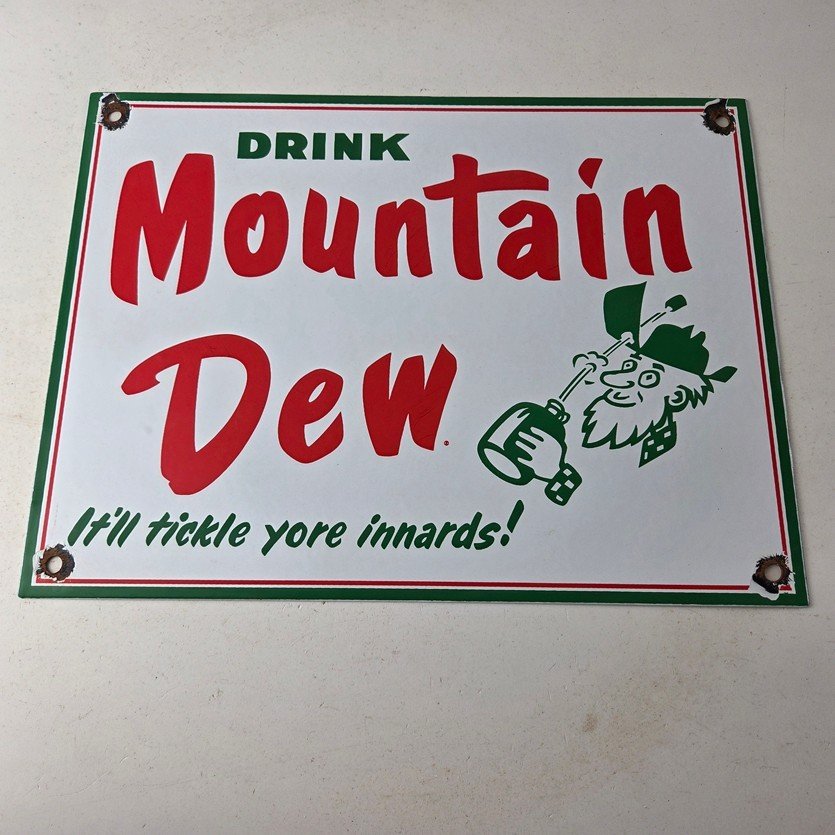 DRINK
Mountain
Dew®
It'll tickle yore innards!